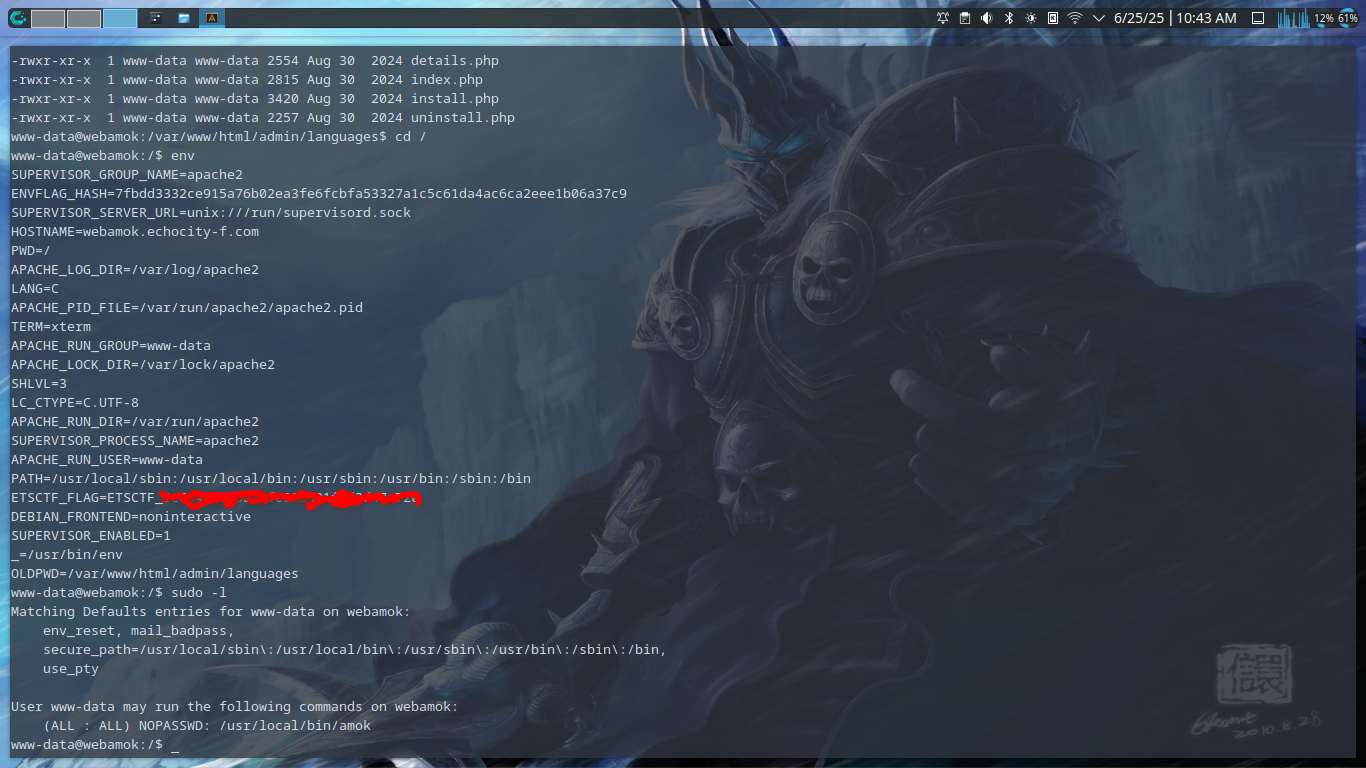 6/25/25 | 10:43 AM 12% 61%
-rwxr-xr-x  1 www-data www-data 2554 Aug 30  2024 details.php
-rwxr-xr-x  1 www-data www-data 2815 Aug 30  2024 index.php
-rwxr-xr-x  1 www-data www-data 3420 Aug 30  2024 install.php
-rwxr-xr-x  1 www-data www-data 2257 Aug 30  2024 uninstall.php
www-data@webamok:/var/www/html/admin/languages$ cd /
www-data@webamok:/$ env
SUPERVISOR_GROUP_NAME=apache2
ENVFLAG_HASH=7fbdd3332ce915a76b02ea3fe6fcbfa53327a1c5c61da4ac6ca2eee1b06a37c9
SUPERVISOR_SERVER_URL=unix:///run/supervisord.sock
HOSTNAME=webamok.echocity-f.com
PWD=/
APACHE_LOG_DIR=/var/log/apache2
LANG=C
APACHE_PID_FILE=/var/run/apache2/apache2.pid
TERM=xterm
APACHE_RUN_GROUP=www-data
APACHE_LOCK_DIR=/var/lock/apache2
SHLVL=3
LC_CTYPE=C.UTF-8
APACHE_RUN_DIR=/var/run/apache2
SUPERVISOR_PROCESS_NAME=apache2
APACHE_RUN_USER=www-data
PATH=/usr/local/sbin:/usr/local/bin:/usr/sbin:/usr/bin:/sbin:/bin
ETSCTF_FLAG=ETSCTF_
DEBIAN_FRONTEND=noninteractive
SUPERVISOR_ENABLED=1
_=/usr/bin/env
OLDPWD=/var/www/html/admin/languages
www-data@webamok:/$ sudo -l
Matching Defaults entries for www-data on webamok:
    env_reset, mail_badpass,
    secure_path=/usr/local/sbin\:/usr/local/bin\:/usr/sbin\:/usr/bin\:/sbin\:/bin,
    use_pty
User www-data may run the following commands on webamok:
    (ALL : ALL) NOPASSWD: /usr/local/bin/amok
www-data@webamok:/$ _
2010.8.28